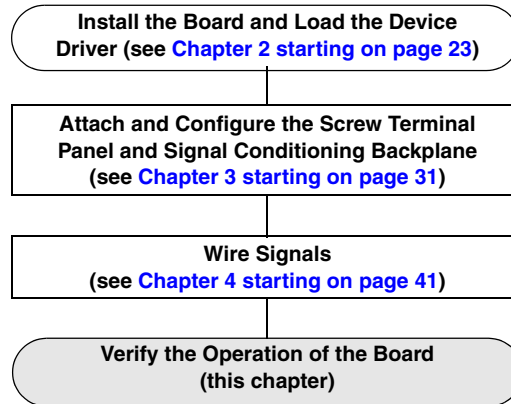 Install the Board and Load the Device
Driver (see Chapter 2 starting on page 23)
Attach and Configure the Screw Terminal
Panel and Signal Conditioning Backplane
(see Chapter 3 starting on page 31)
Wire Signals
(see Chapter 4 starting on page 41)
Verify the Operation of the Board
(this chapter)